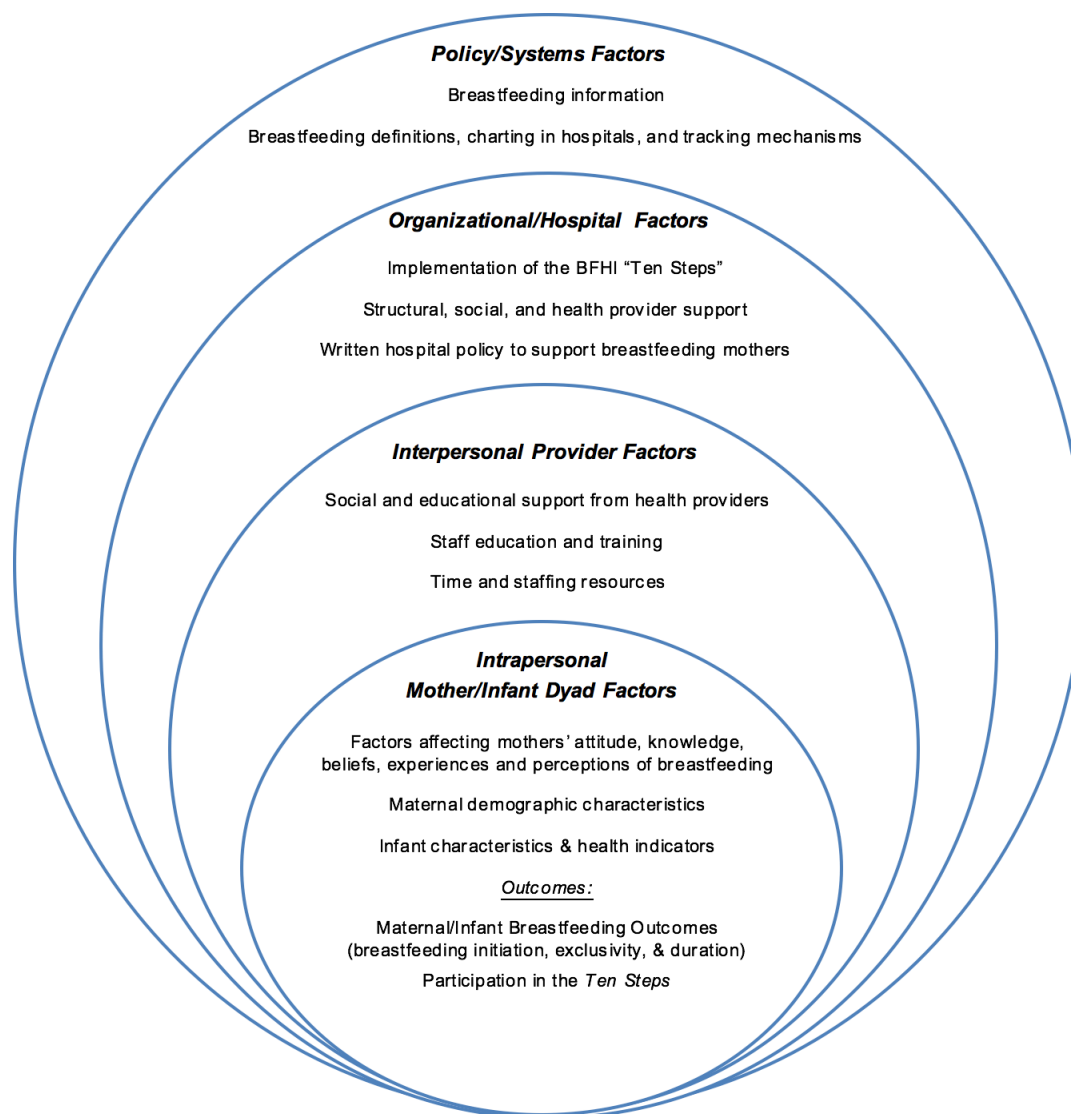 Policy/Systems Factors
Breastfeeding information
Breastfeeding definitions, charting in hospitals, and tracking mechanisms
Organizational/Hospital Factors
Implementation of the BFHI “Ten Steps”
Structural, social, and health provider support
Written hospital policy to support breastfeeding mothers
Interpersonal Provider Factors
Social and educational support from health providers
Staff education and training
Time and staffing resources
Intrapersonal
Mother/Infant Dyad Factors
Factors affecting mothers’ attitude, knowledge,
beliefs, experiences and perceptions of breastfeeding
Maternal demographic characteristics
Infant characteristics & health indicators
Outcomes:
Maternal/Infant Breastfeeding Outcomes
(breastfeeding initiation, exclusivity, & duration)
Participation in the Ten Steps